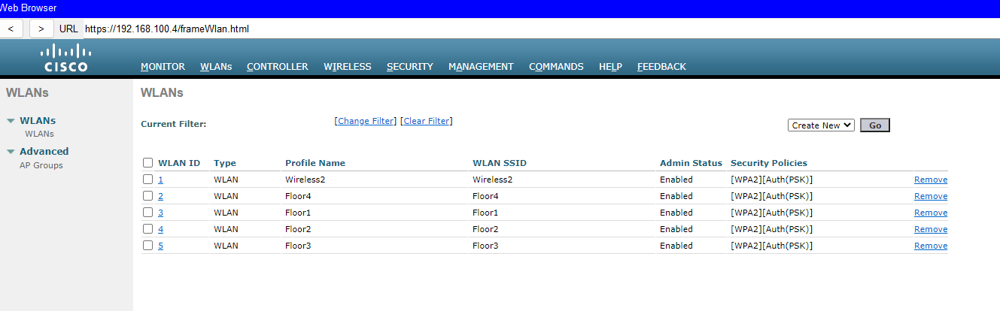 Web Browser
< > URL https://192.168.100.4/frameWlan.html
CISCO MONITOR WLANs CONTROLLER WIRELESS SECURITY MANAGEMENT COMMANDS HELP FEEDBACK
WLANs
WLANs
WLANs
Advanced
AP Groups
WLANs
Current Filter: [Change Filter] [Clear Filter] Create New Go
WLAN ID Type Profile Name WLAN SSID Admin Status Security Policies
1 WLAN Wireless2 Wireless2 Enabled [WPA2][Auth(PSK)] Remove
2 WLAN Floor4 Floor4 Enabled [WPA2][Auth(PSK)] Remove
3 WLAN Floor1 Floor1 Enabled [WPA2][Auth(PSK)] Remove
4 WLAN Floor2 Floor2 Enabled [WPA2][Auth(PSK)] Remove
5 WLAN Floor3 Floor3 Enabled [WPA2][Auth(PSK)] Remove